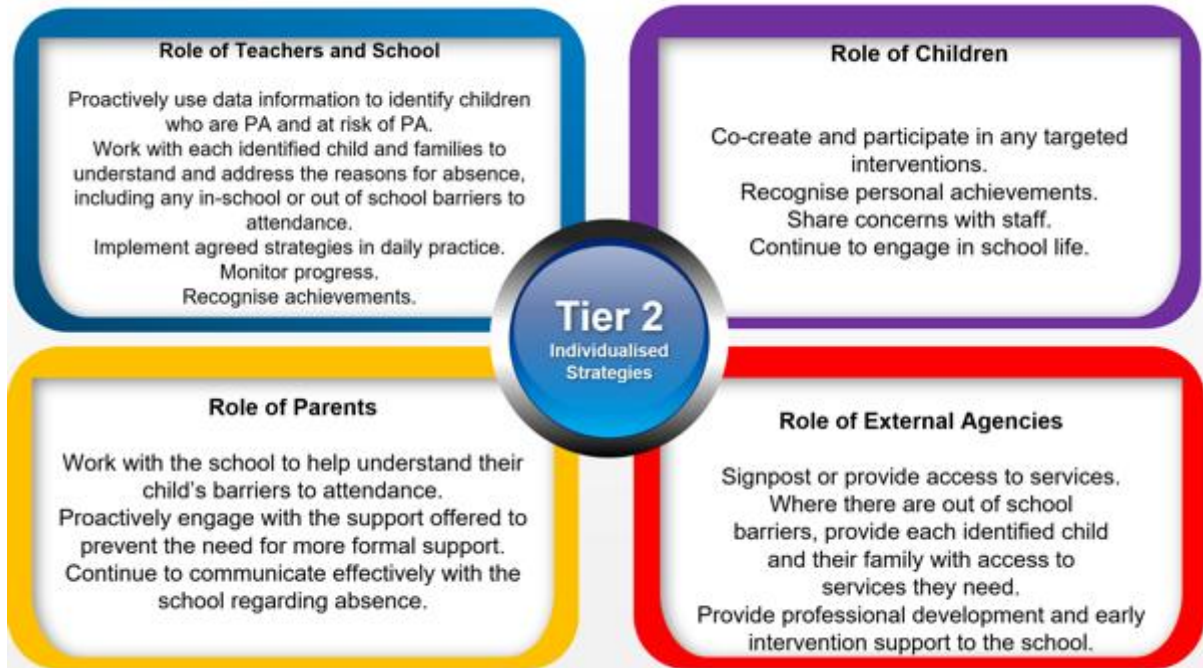 Role of Teachers and School
Proactively use data information to identify children
who are PA and at risk of PA.
Work with each identified child and families to
understand and address the reasons for absence,
including any in-school or out of school barriers to
attendance.
Implement agreed strategies in daily practice.
Monitor progress.
Recognise achievements.
Role of Children
Co-create and participate in any targeted
interventions.
Recognise personal achievements.
Share concerns with staff.
Continue to engage in school life.
Tier 2
Individualised
Strategies
Role of Parents
Work with the school to help understand their
child's barriers to attendance.
Proactively engage with the support offered to
prevent the need for more formal support.
Continue to communicate effectively with the
school regarding absence.
Role of External Agencies
Signpost or provide access to services.
Where there are out of school
barriers, provide each identified child
and their family with access to
services they need.
Provide professional development and early
intervention support to the school.